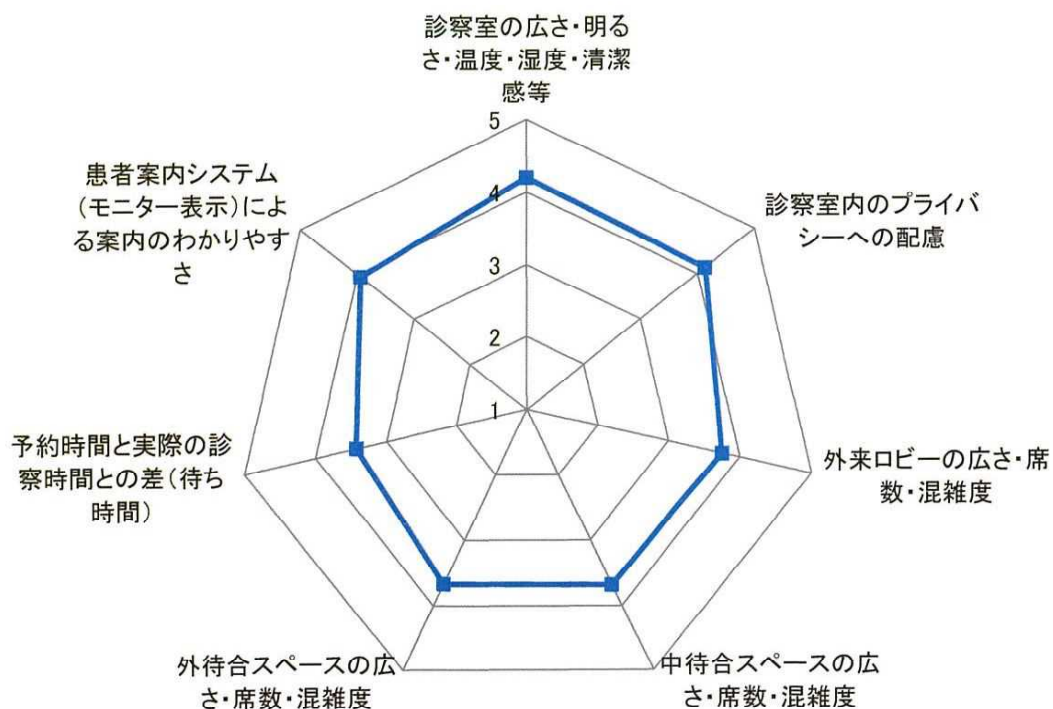 診察室の広さ・明る
さ・温度・湿度・清潔
感等
5
4
3
2
1
診察室内のプライバ
シーへの配慮
外来ロビーの広さ・席
数・混雑度
中待合スペースの広
さ・席数・混雑度
外待合スペースの広
さ・席数・混雑度
予約時間と実際の診
察時間との差(待ち
時間)
患者案内システム
(モニター表示)によ
る案内のわかりやす
さ